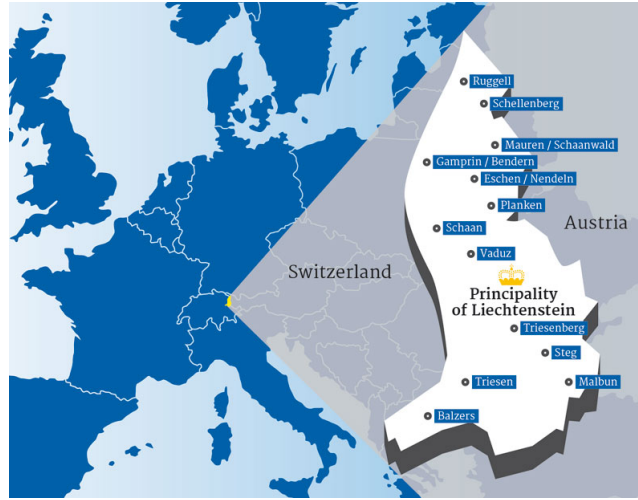 Ruggell
Schellenberg
Mauren / Schaanwald
Gamprin / Bendern
Eschen / Nendeln
Planken
Austria
Schaan
Vaduz
Switzerland
Principality
of Liechtenstein
Triesenberg
Steg
Triesen
Malbun
Balzers